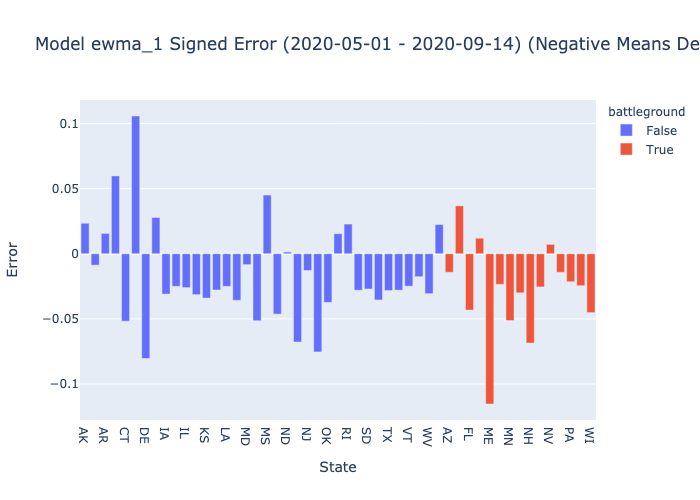 Model ewma_1 Signed Error (2020-05-01 - 2020-09-14) (Negative Means De
battleground
False
True
Error
0.1
0.05
0
−0.05
−0.1
AK AR CT DE IA IL KS LA MD MS ND NJ OK RI SD TX VT WV AZ FL ME MN NH NV PA WI
State